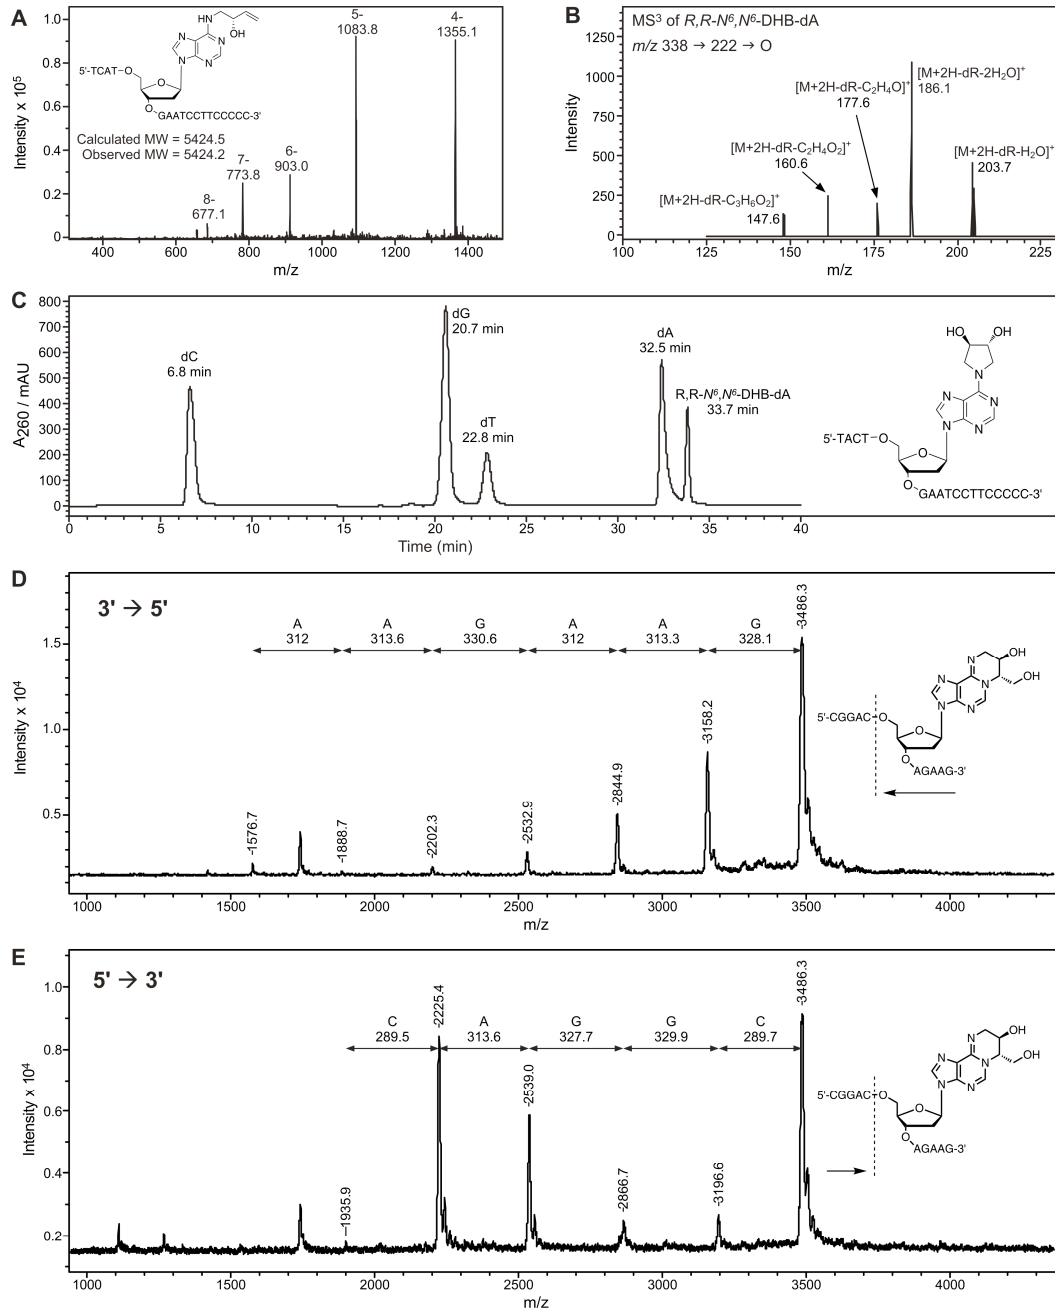 A
Intensity x 10⁵
1.0
0.8
0.6
0.4
0.2
0
400
600
800
1000
1200
1400
m/z
HN
OH
N
N
N
N
O
5'-TCAT-O
O
GAATCCTTCCCCC-3'
Calculated MW = 5424.5
Observed MW = 5424.2
8-
677.1
7-
773.8
6-
903.0
5-
1083.8
4-
1355.1
B
MS³ of R,R-N⁶,N⁶-DHB-dA
m/z 338 → 222 → O
Intensity
1250
1000
750
500
250
0
100
125
150
175
200
225
m/z
[M+2H-dR-C₃H₆O₂]⁺
147.6
[M+2H-dR-C₂H₄O₂]⁺
160.6
[M+2H-dR-C₂H₄O]⁺
177.6
[M+2H-dR-2H₂O]⁺
186.1
[M+2H-dR-H₂O]⁺
203.7
C
A260 / mAU
800
700
600
500
400
300
200
100
0
0
5
10
15
20
25
30
35
40
Time (min)
dC
6.8 min
dG
20.7 min
dT
22.8 min
dA
32.5 min
R,R-N⁶,N⁶-DHB-dA
33.7 min
HO
OH
N
N
N
N
N
O
5'-TACT-O
O
GAATCCTTCCCCC-3'
D
3' → 5'
Intensity x 10⁴
1.5
1.0
0.5
1000
1500
2000
2500
3000
3500
4000
m/z
A
312
A
313.6
G
330.6
A
312
A
313.3
G
328.1
1576.7
1888.7
2202.3
2532.9
2844.9
3158.2
3486.3
N
OH
N
OH
N
N
N
O
5'-CGGAC-O
O
AGAAG-3'
E
5' → 3'
Intensity x 10⁴
1.0
0.8
0.6
0.4
0.2
1000
1500
2000
2500
3000
3500
4000
m/z
C
289.5
A
313.6
G
327.7
G
329.9
C
289.7
1935.9
2225.4
2539.0
2866.7
3196.6
3486.3
N
OH
N
OH
N
N
N
O
5'-CGGAC-O
O
AGAAG-3'